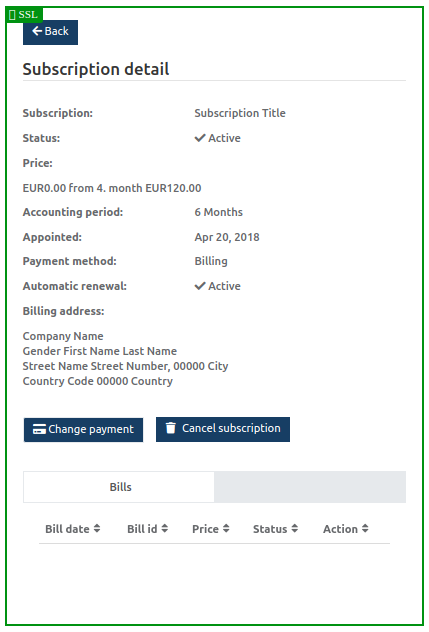 SSL
Back
Subscription detail
Subscription: Subscription Title
Status: Active
Price:
EUR0.00 from 4. month EUR120.00
Accounting period: 6 Months
Appointed: Apr 20, 2018
Payment method: Billing
Automatic renewal: Active
Billing address:
Company Name
Gender First Name Last Name
Street Name Street Number, 00000 City
Country Code 00000 Country
Change payment Cancel subscription
Bills
Bill date Bill id Price Status Action